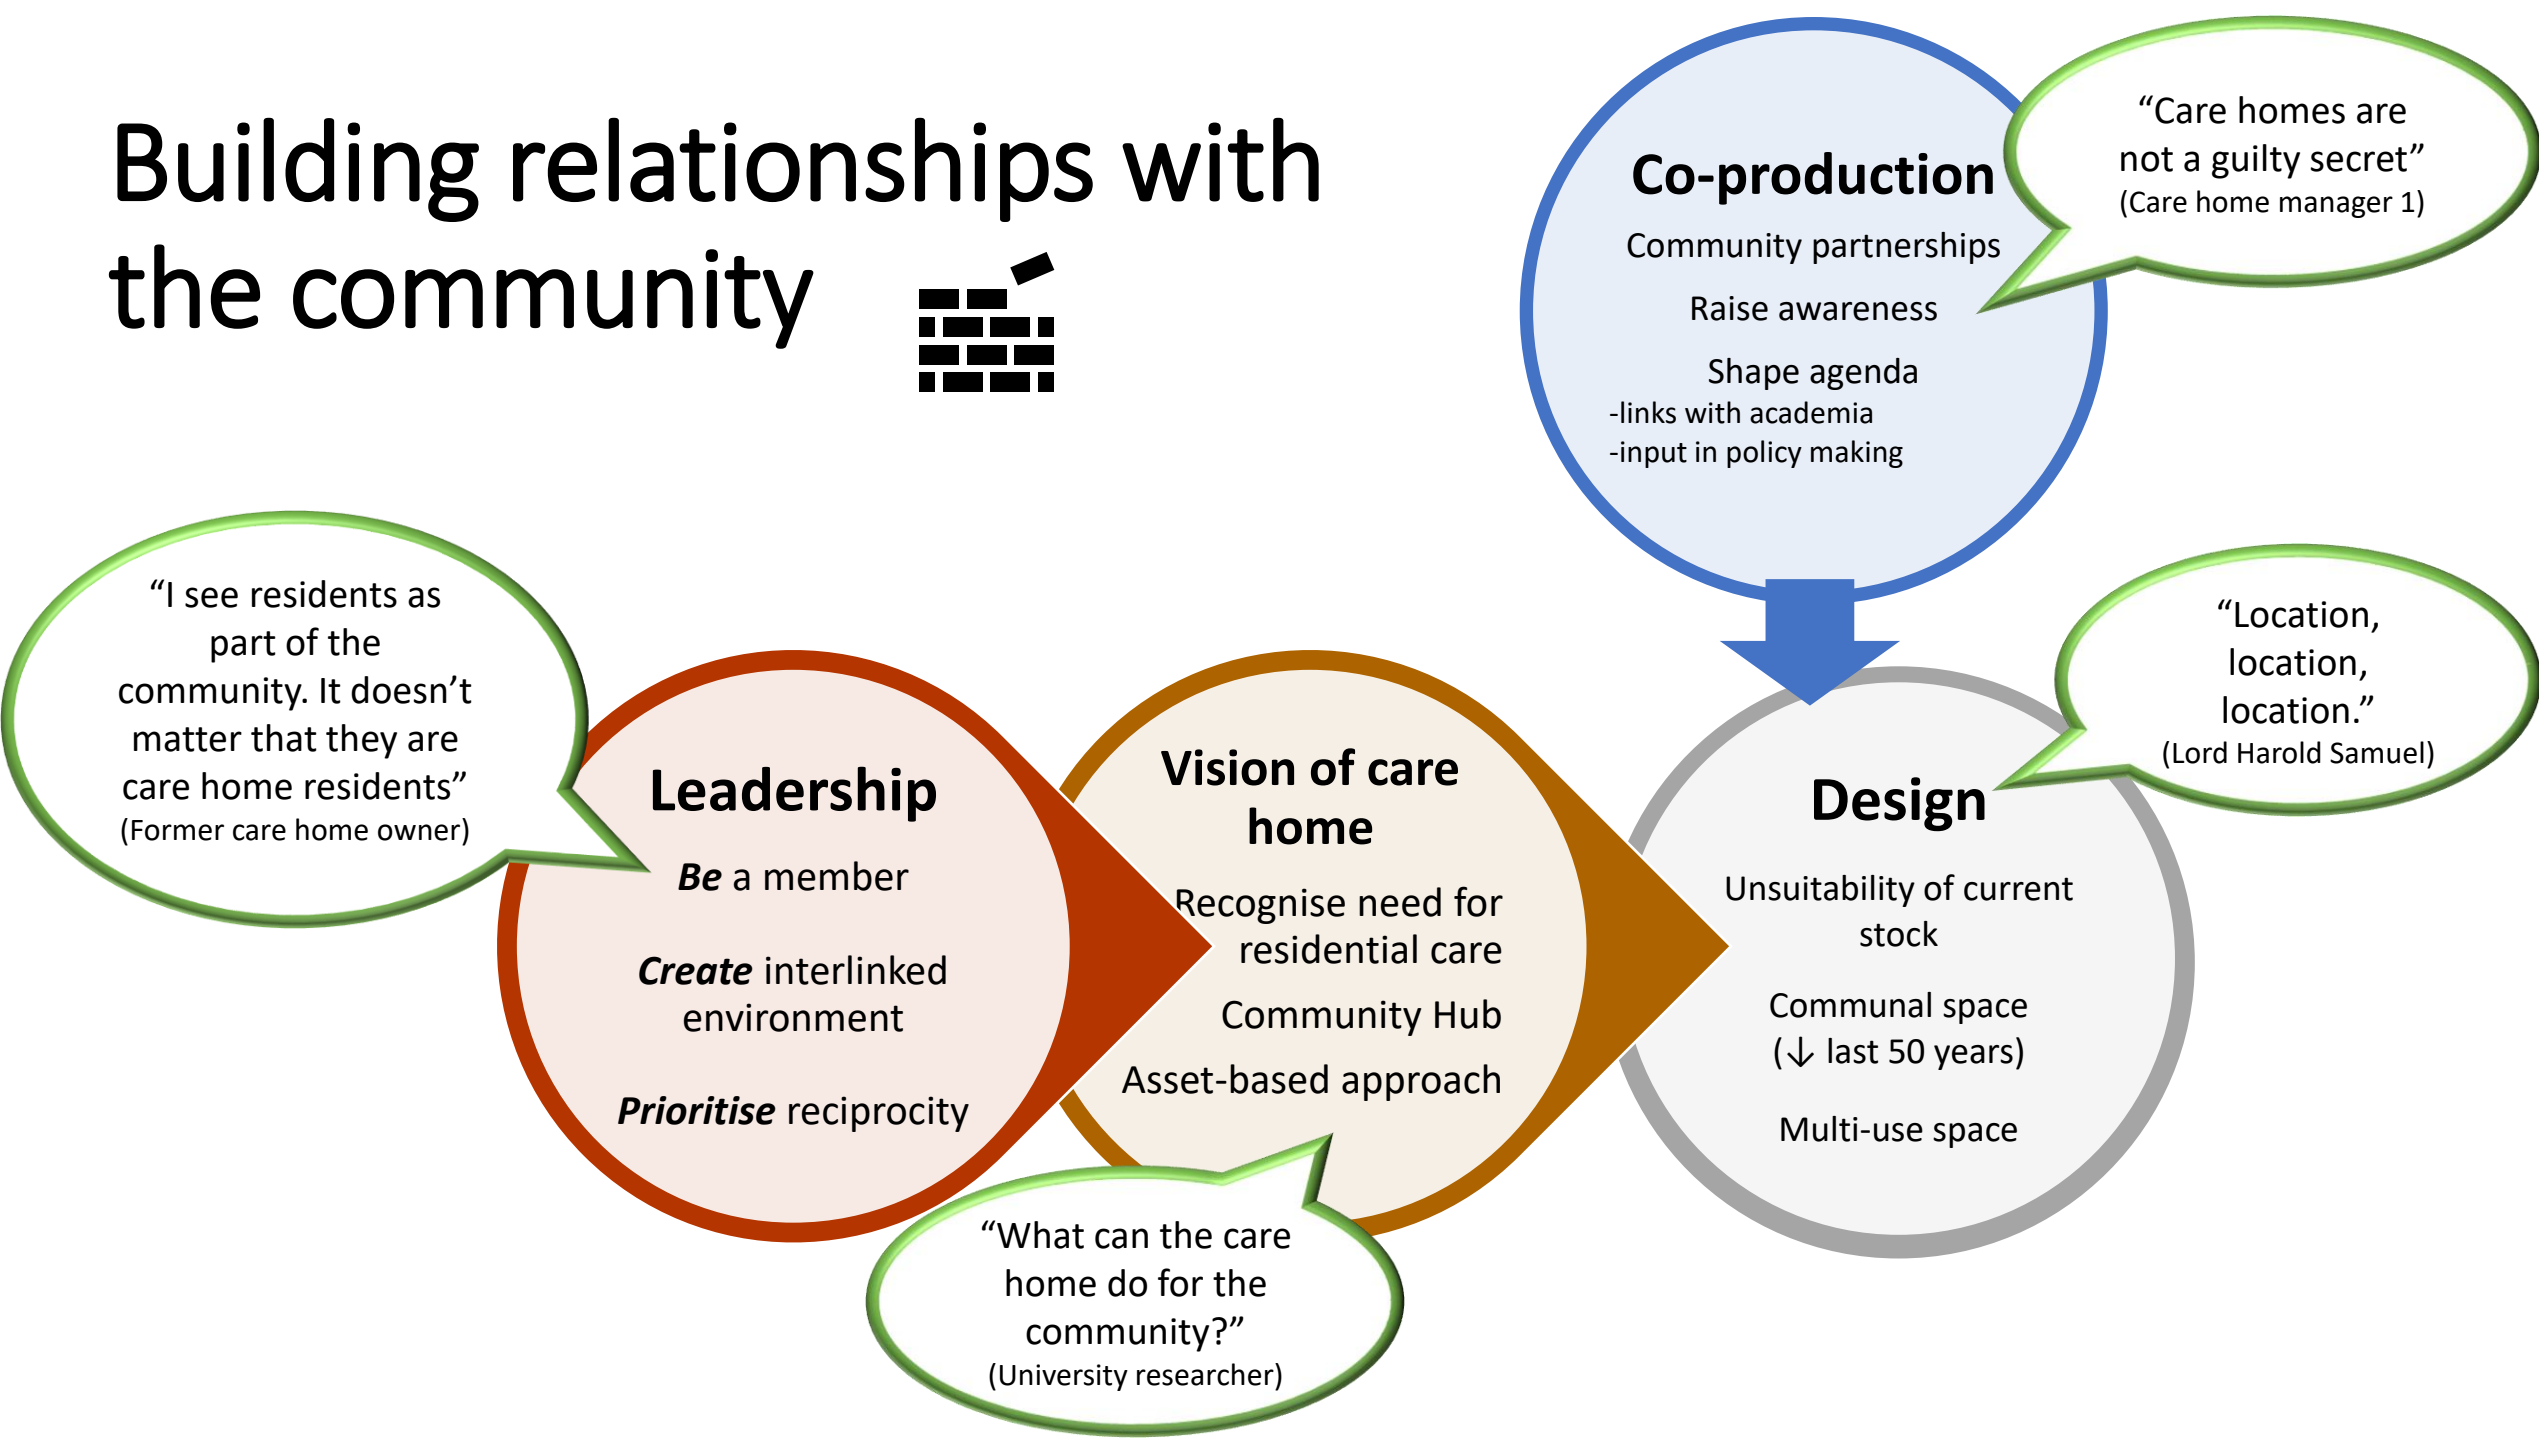 Building relationships with
the community
Co-production
Community partnerships
Raise awareness
Shape agenda
-links with academia
-input in policy making
“Care homes are
not a guilty secret”
(Care home manager 1)
“I see residents as
part of the
community. It doesn’t
matter that they are
care home residents”
(Former care home owner)
Leadership
Be a member
Create interlinked
environment
Prioritise reciprocity
Vision of care
home
Recognise need for
residential care
Community Hub
Asset-based approach
“What can the care
home do for the
community?”
(University researcher)
“Location,
location,
location.”
(Lord Harold Samuel)
Design
Unsuitability of current
stock
Communal space
(↓ last 50 years)
Multi-use space